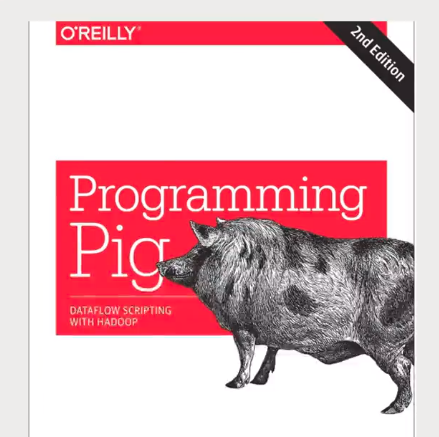 O'REILLY®
2nd Edition
Programming
Pig
DATAFLOW SCRIPTING
WITH HADOOP